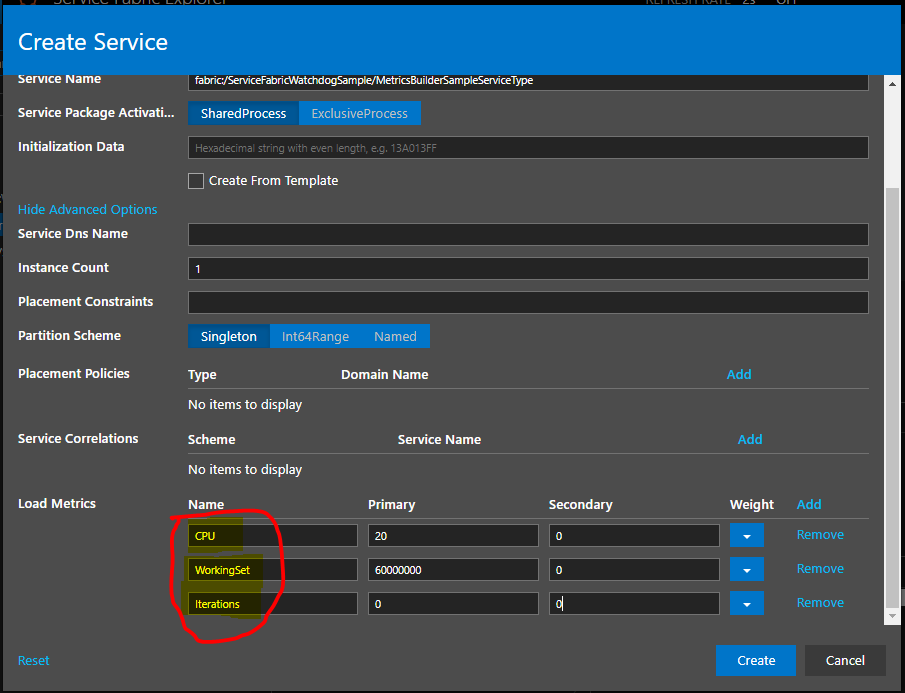 Service Fabric Explorer REFRESH RATE 2s OFF
Create Service
Service Name fabric:/ServiceFabricWatchdogSample/MetricsBuilderSampleServiceType
Service Package Activati... SharedProcess ExclusiveProcess
Initialization Data Hexadecimal string with even length, e.g. 13A013FF
Create From Template
Hide Advanced Options
Service Dns Name
Instance Count 1
Placement Constraints
Partition Scheme Singleton Int64Range Named
Placement Policies Type Domain Name Add
No items to display
Service Correlations Scheme Service Name Add
No items to display
Load Metrics Name Primary Secondary Weight Add
CPU 20 0 Remove
WorkingSet 60000000 0 Remove
Iterations 0 0 Remove
Reset Create Cancel